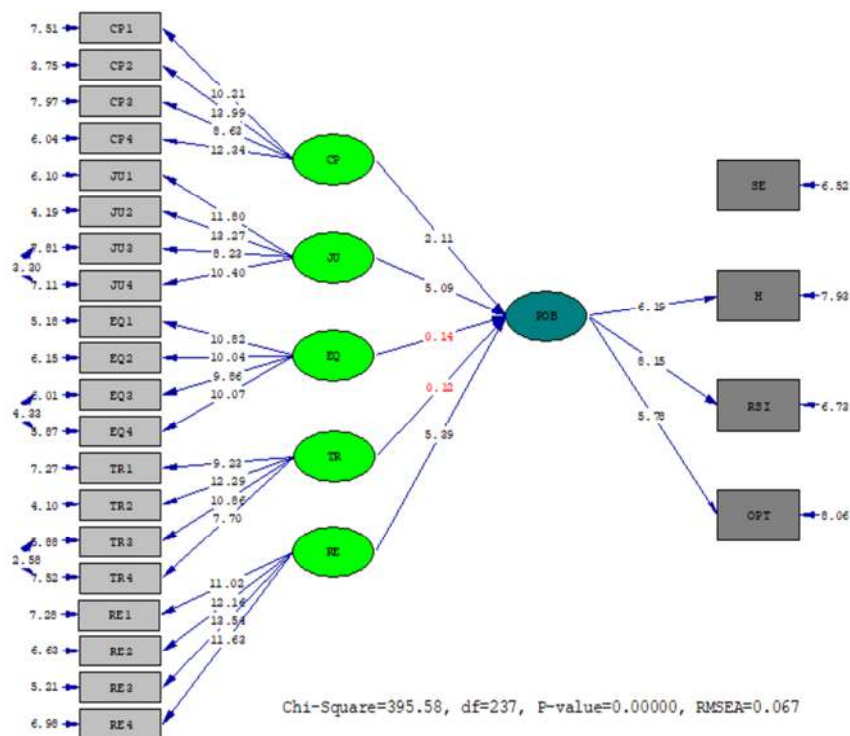 7.51 CP1
3.75 CP2
7.97 CP3
6.04 CP4
6.10 JU1
4.19 JU2
JU3
3.30
7.11 JU4
5.18 EQ1
6.15 EQ2
EQ3
4.33
EQ4
7.27 TR1
4.10 TR2
TR3
2.58
7.52 TR4
7.28 RE1
6.63 RE2
5.21 RE3
6.98 RE4
10.21
13.99
8.63
12.34
11.80
13.27
8.23
10.40
10.82
10.04
9.86
10.07
9.23
12.29
10.86
7.70
11.02
12.14
13.54
11.63
CP
JU
EQ
TR
RE
2.11
5.09
0.14
0.12
5.39
POB
6.19
5.78
SE 6.52
H 7.93
RSI 6.73
OPT 8.06
Chi-Square=395.58, df=237, P-value=0.00000, RMSEA=0.067